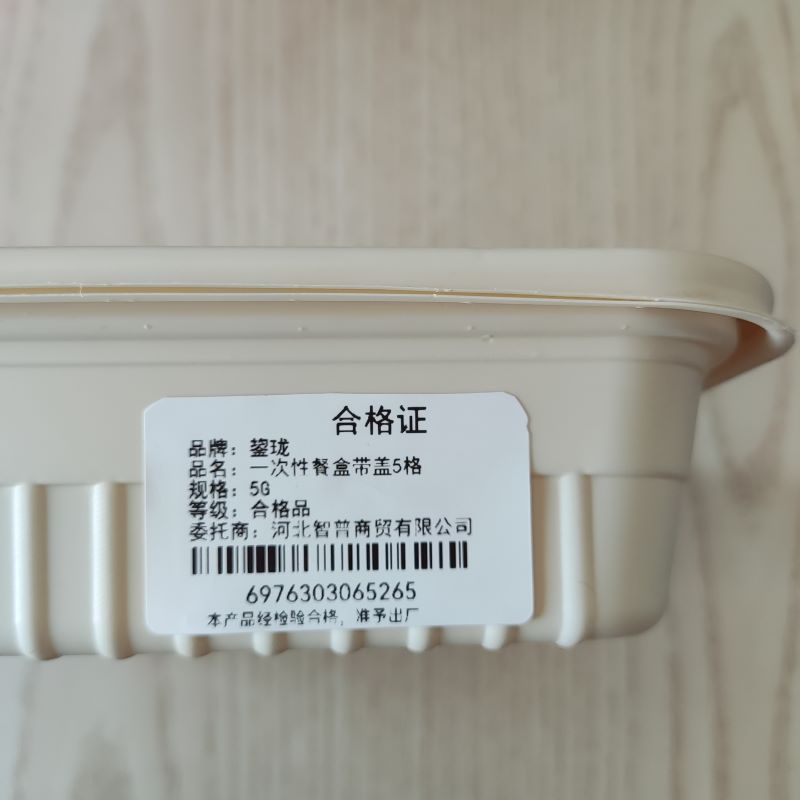 合格证
品牌：鋆珑
品名：一次性餐盒带盖5格
规格：5G
等级：合格品
委托商：河北智普商贸有限公司
6976303065265
本产品经检验合格，准予出厂